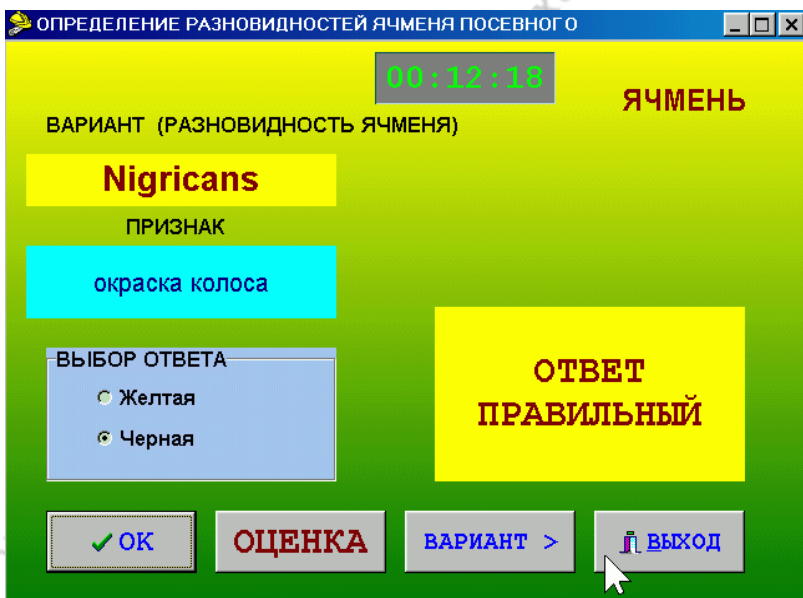 ОПРЕДЕЛЕНИЕ РАЗНОВИДНОСТЕЙ ЯЧМЕНЯ ПОСЕВНОГО
00:12:18
ЯЧМЕНЬ
ВАРИАНТ (РАЗНОВИДНОСТЬ ЯЧМЕНЯ)
Nigricans
ПРИЗНАК
окраска колоса
ВЫБОР ОТВЕТА
Желтая
Черная
ОТВЕТ
ПРАВИЛЬНЫЙ
OK
ОЦЕНКА
ВАРИАНТ >
ВЫХОД